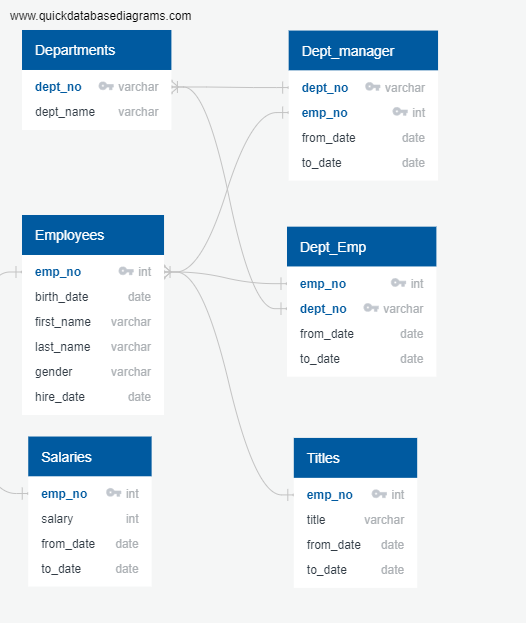 www.quickdatabasediagrams.com
Departments
dept_no varchar
dept_name varchar
Dept_manager
dept_no varchar
emp_no int
from_date date
to_date date
Employees
emp_no int
birth_date date
first_name varchar
last_name varchar
gender varchar
hire_date date
Dept_Emp
emp_no int
dept_no varchar
from_date date
to_date date
Salaries
emp_no int
salary int
from_date date
to_date date
Titles
emp_no int
title varchar
from_date date
to_date date